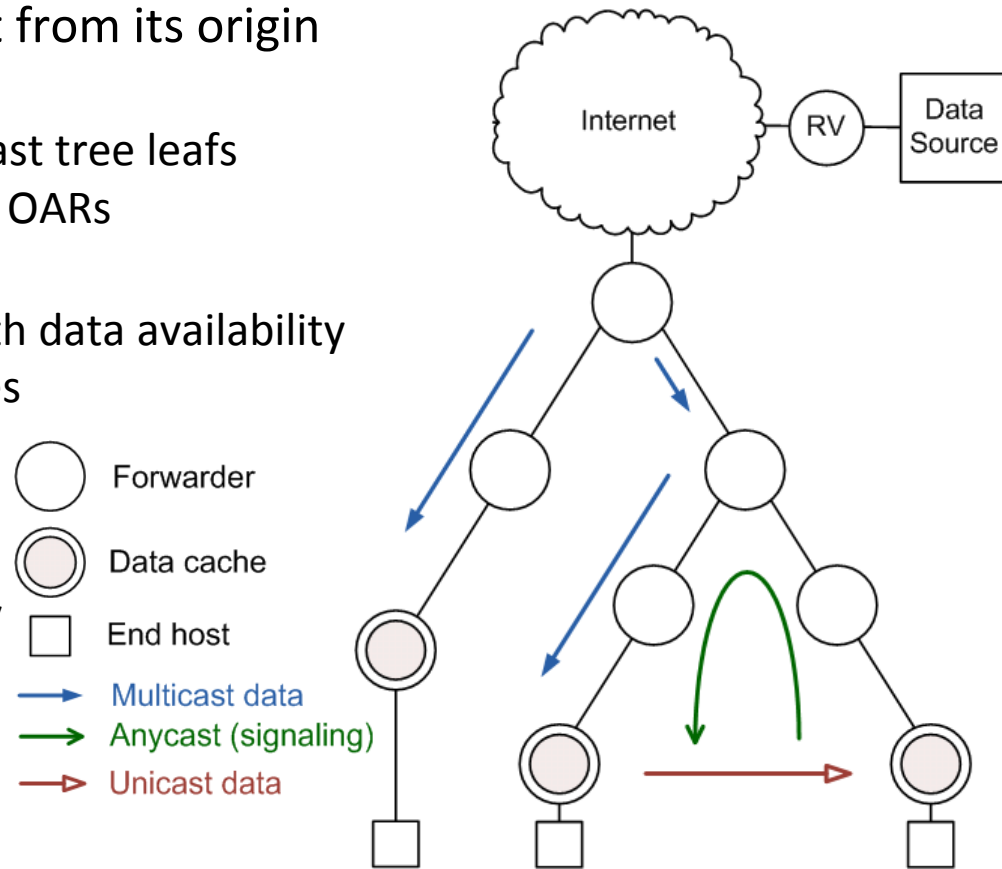 from its origin
tree leafs
OARs
data availability
Internet
RV
Data
Source
Forwarder
Data cache
End host
Multicast data
Anycast (signaling)
Unicast data